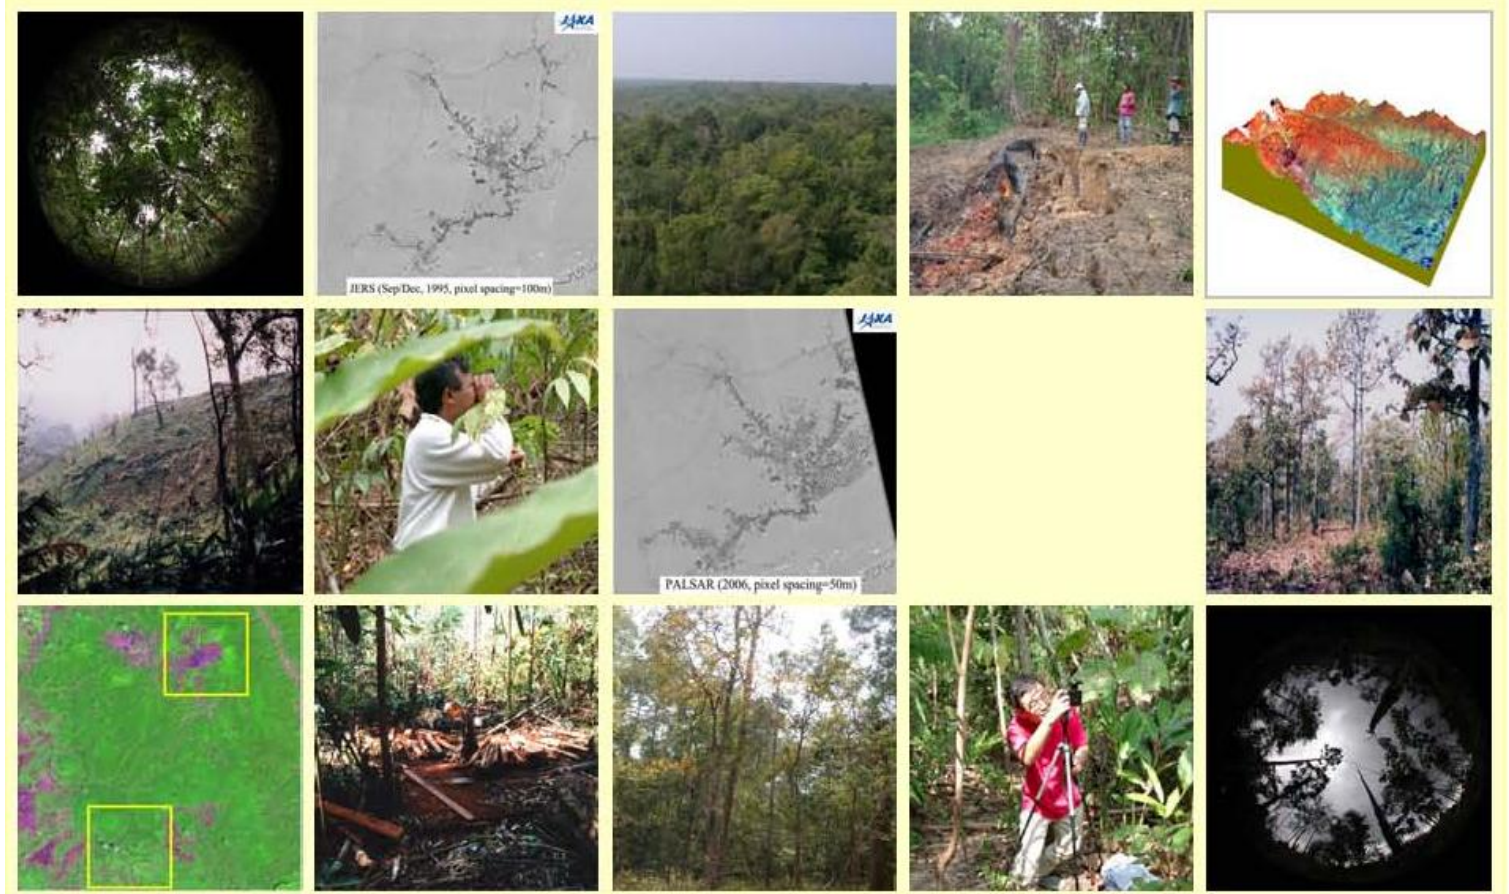 JAXA
JERS (Sep/Dec, 1995, pixel spacing=100m)
JAXA
PALSAR (2006, pixel spacing=50m)